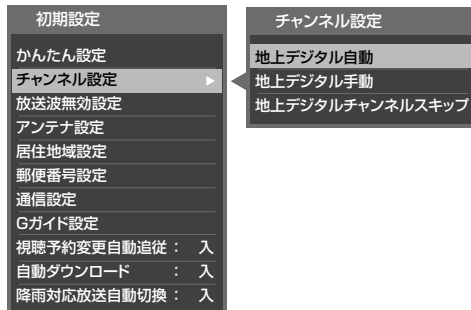 初期設定
かんたん設定
チャンネル設定
放送波無効設定
アンテナ設定
居住地域設定
郵便番号設定
通信設定
Gガイド設定
視聴予約変更自動追従： 入
自動ダウンロード ： 入
降雨対応放送自動切換： 入
チャンネル設定
地上デジタル自動
地上デジタル手動
地上デジタルチャンネルスキップ